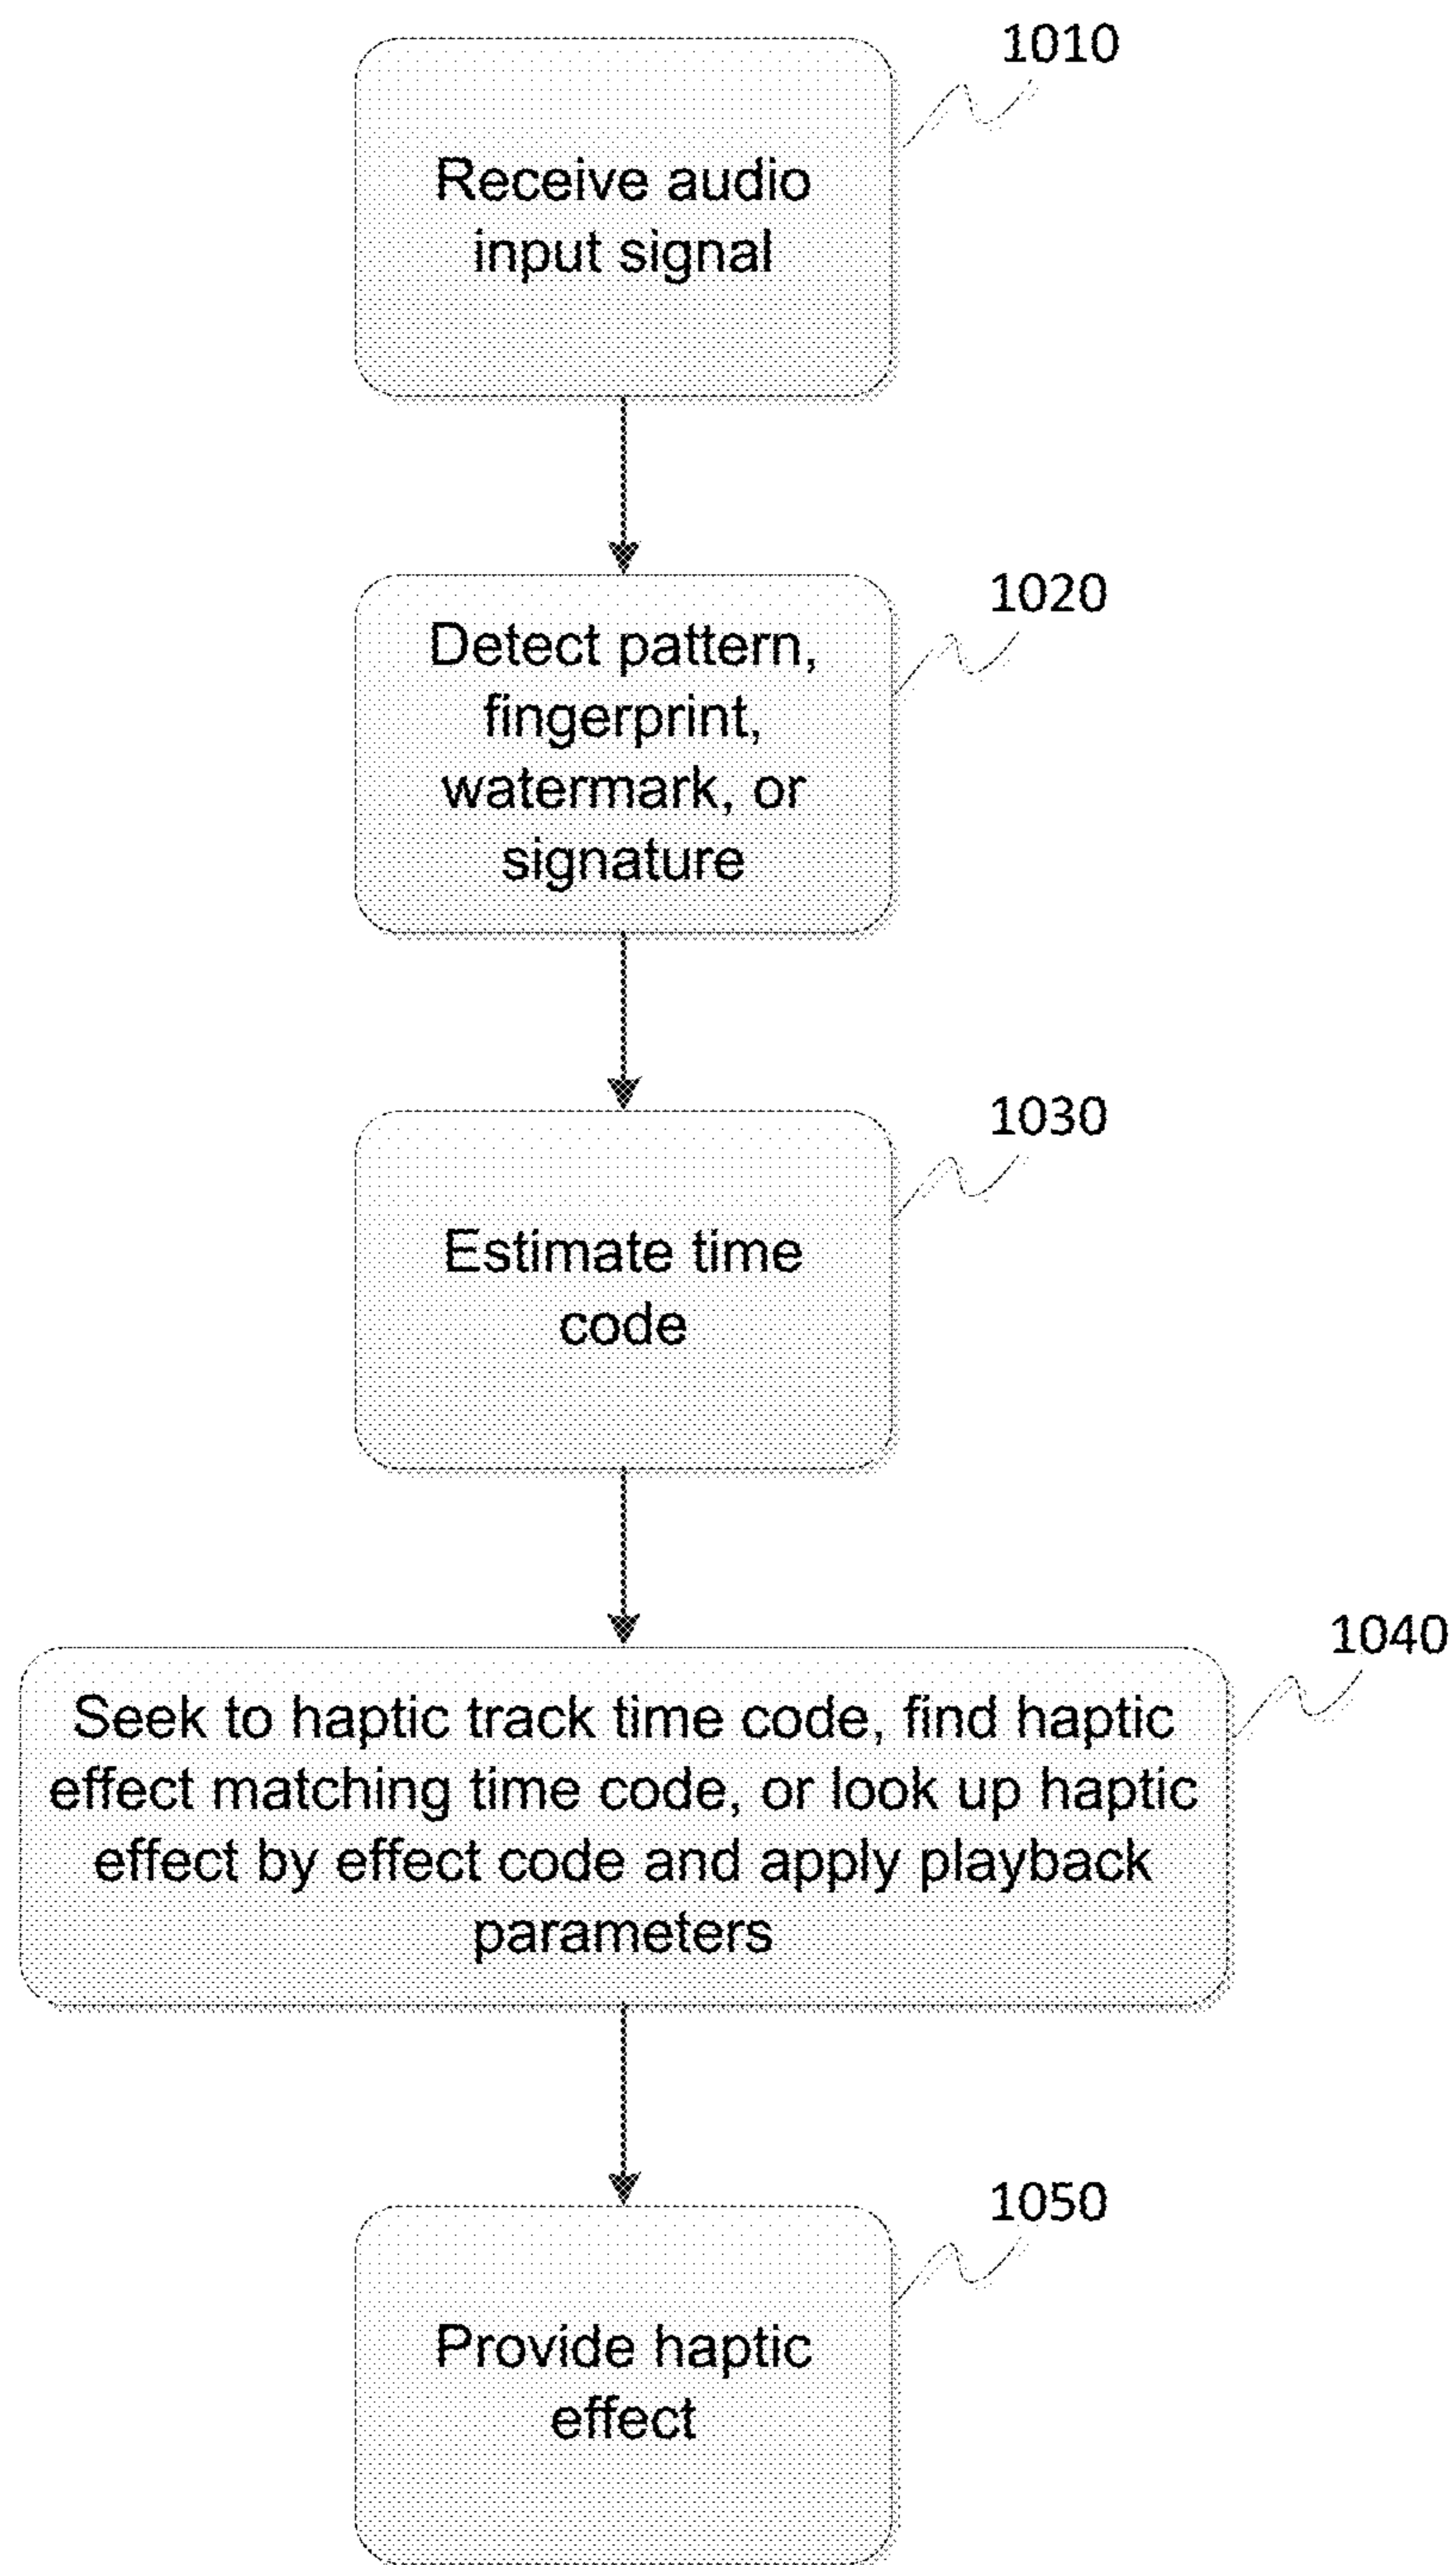 1010
Receive audio
input signal
1020
Detect pattern,
fingerprint,
watermark, or
signature
1030
Estimate time
code
1040
Seek to haptic track time code, find haptic
effect matching time code, or look up haptic
effect by effect code and apply playback
parameters
1050
Provide haptic
effect